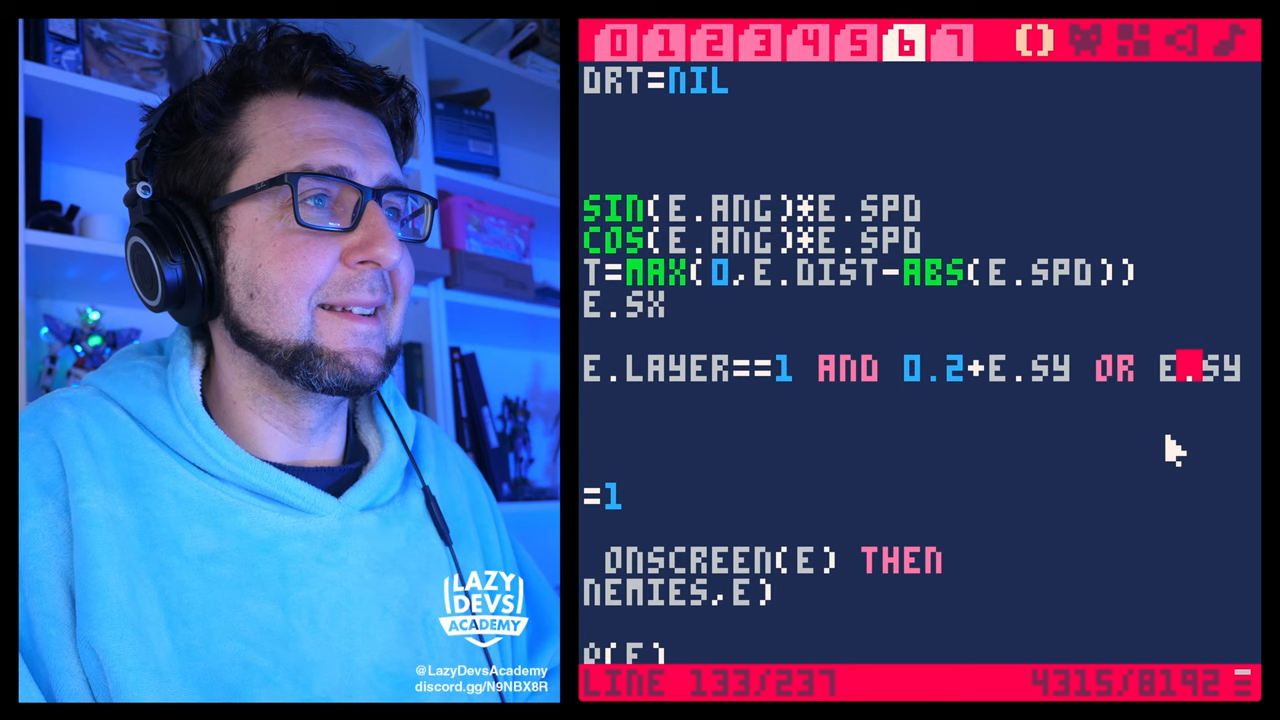 0 1 2 3 4 5 6 7 ()
ORT=NIL
SIN(E.ANG)*E.SPD
COS(E.ANG)*E.SPD
T=MAX(0,E.DIST-ABS(E.SPD))
E.SX
E.LAYER==1 AND 0.2+E.SY OR E.SY
=1
ONSCREEN(E) THEN
NEMIES,E)
P(E)
LINE 133/237 4315/8192
LAZY
DEVS
ACADEMY
@LazyDevsAcademy
discord.gg/N9NBX8R